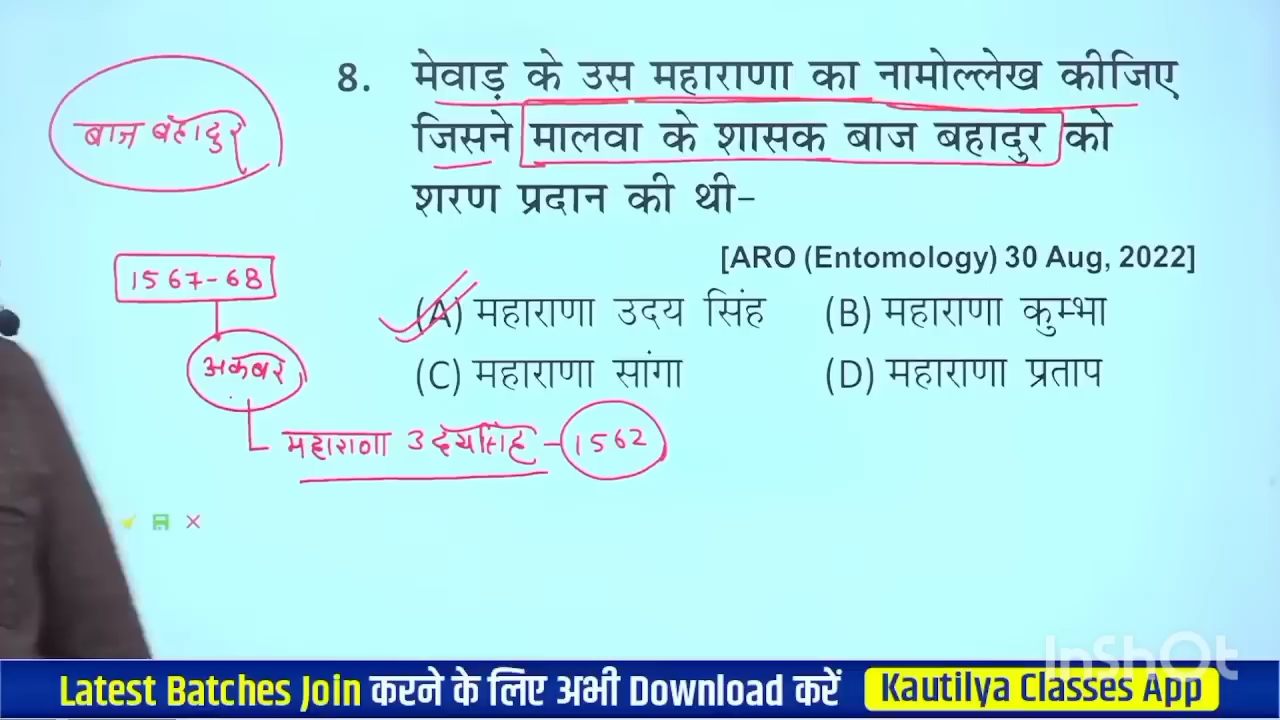 बाज बहादुर
8. मेवाड़ के उस महाराणा का नामोल्लेख कीजिए
जिसने मालवा के शासक बाज बहादुर को
शरण प्रदान की थी-
[ARO (Entomology) 30 Aug, 2022]
(A) महाराणा उदय सिंह (B) महाराणा कुम्भा
(C) महाराणा सांगा (D) महाराणा प्रताप
1567-68
अकबर
महाराणा उदयसिंह - 1562
InShOt
Latest Batches Join करने के लिए अभी Download करें Kautilya Classes App